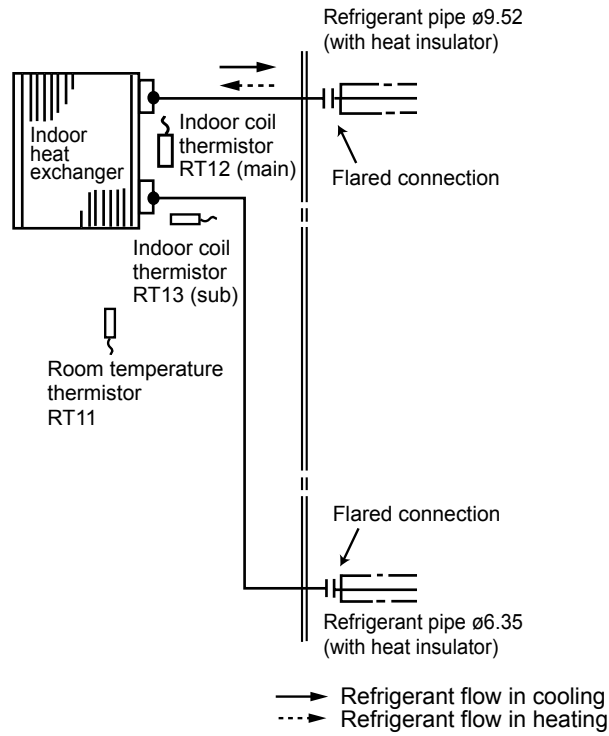 Refrigerant pipe ø9.52
(with heat insulator)
Indoor
heat
exchanger
Indoor coil
thermistor
RT12 (main)
Flared connection
Indoor coil
thermistor
RT13 (sub)
Room temperature
thermistor
RT11
Flared connection
Refrigerant pipe ø6.35
(with heat insulator)
Refrigerant flow in cooling
Refrigerant flow in heating